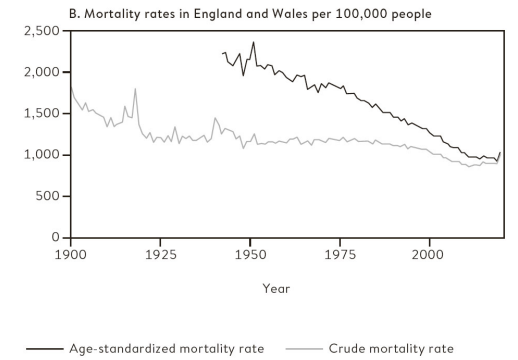 B. Mortality rates in England and Wales per 100,000 people
2,500
2,000
1,500
1,000
500
0
1900 1925 1950 1975 2000
Year
Age-standardized mortality rate Crude mortality rate